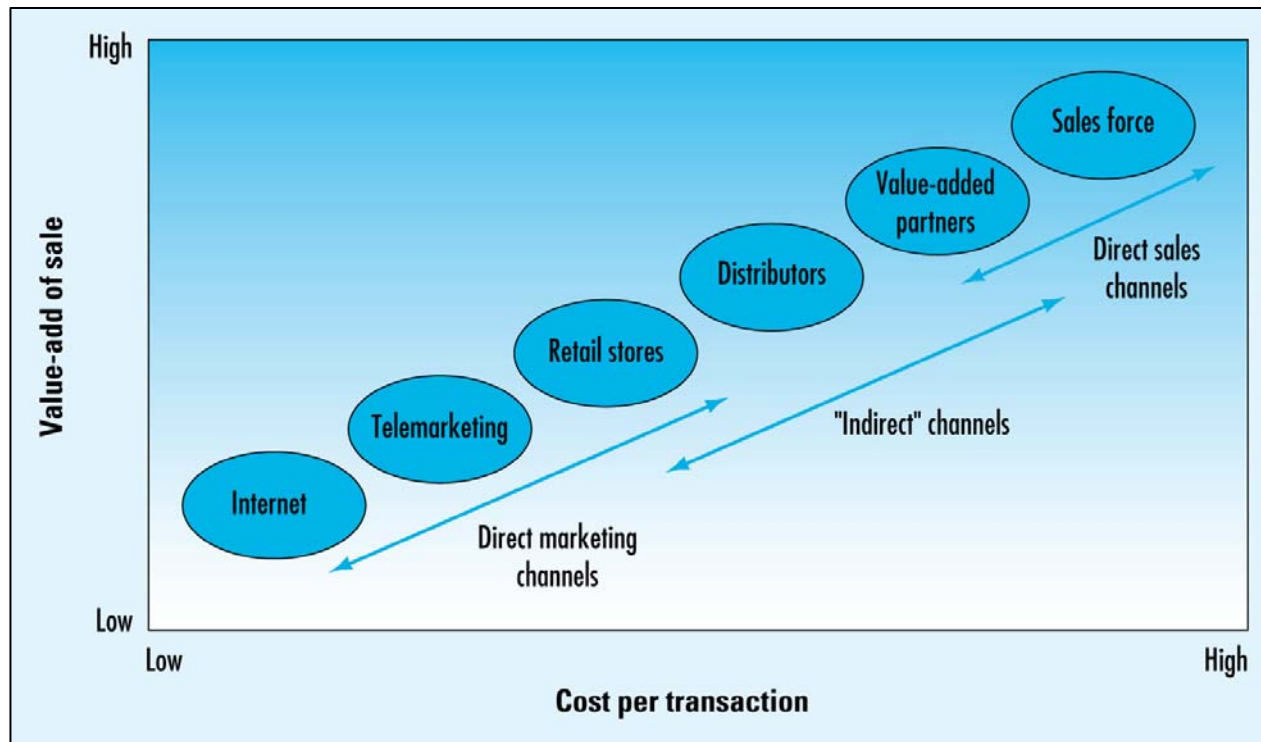 High
Sales force
Value-added
partners
Direct sales
channels
Distributors
Retail stores
"Indirect" channels
Telemarketing
Internet
Direct marketing
channels
Value-add of sale
Low
Low
High
Cost per transaction